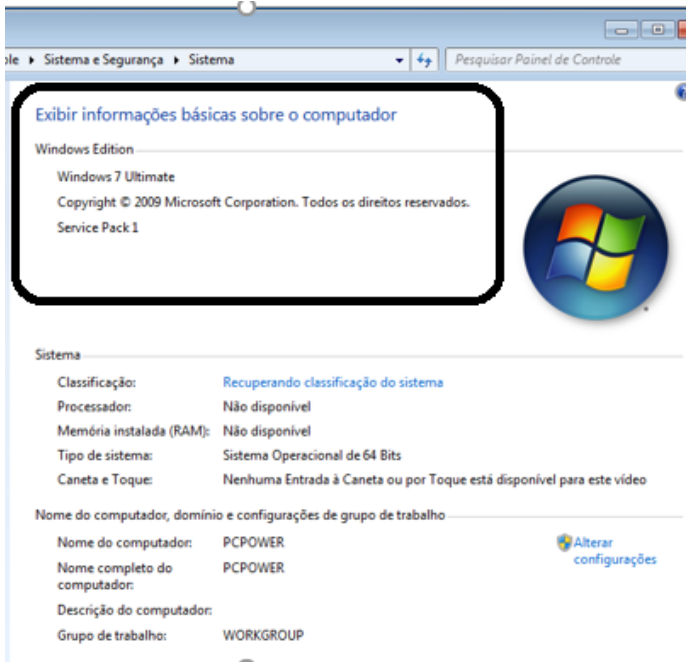 Sistema e Segurança ▸ Sistema
Pesquisar Painel de Controle
Exibir informações básicas sobre o computador
Windows Edition
Windows 7 Ultimate
Copyright © 2009 Microsoft Corporation. Todos os direitos reservados.
Service Pack 1
Sistema
Classificação: Recuperando classificação do sistema
Processador: Não disponível
Memória instalada (RAM): Não disponível
Tipo de sistema: Sistema Operacional de 64 Bits
Caneta e Toque: Nenhuma Entrada à Caneta ou por Toque está disponível para este vídeo
Nome do computador, domínio e configurações de grupo de trabalho
Nome do computador: PCPOWER
Alterar
configurações
Nome completo do
computador: PCPOWER
Descrição do computador:
Grupo de trabalho: WORKGROUP